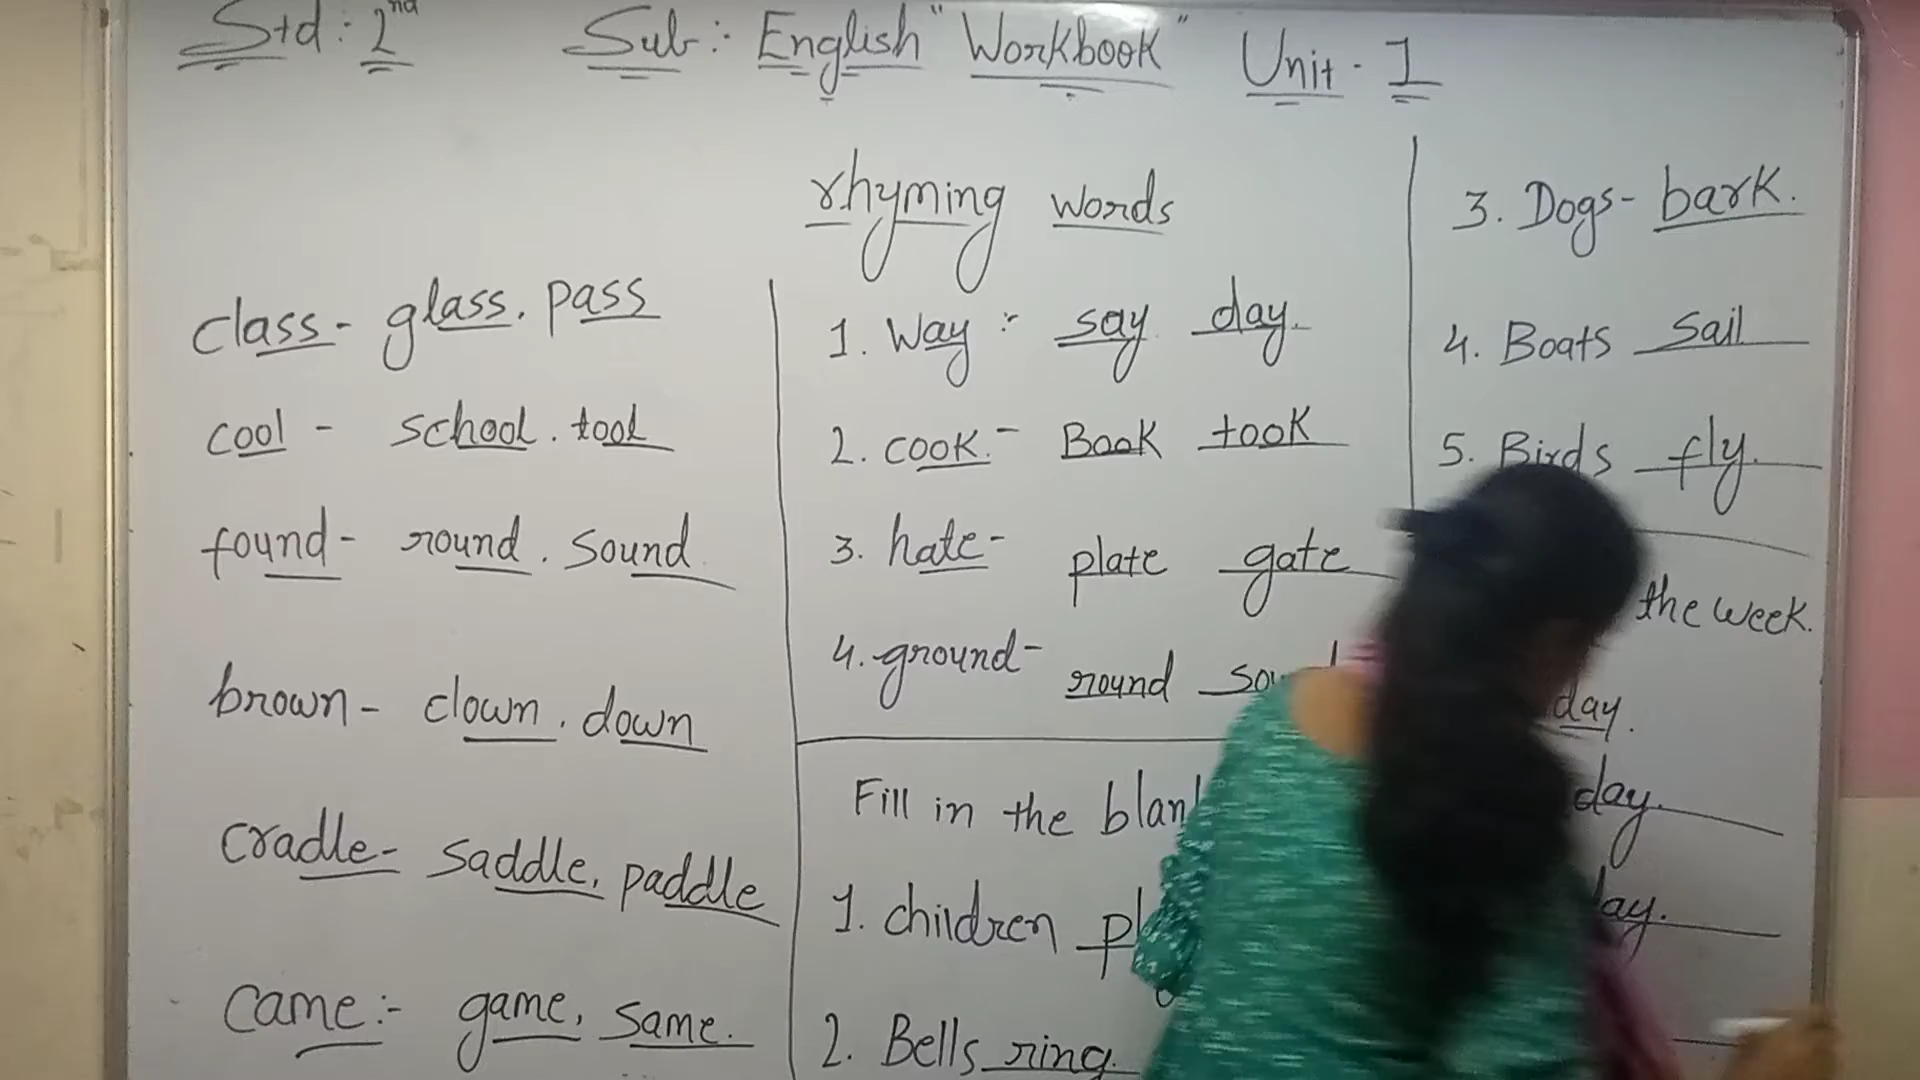 Std : 2nd Sub :- English "Workbook" Unit - 1
class - glass. pass
cool - school. tool
found - round. sound
brown - clown. down
cradle - saddle, paddle
came :- game, same.
rhyming words
1. way :- say day.
2. cook. - Book took
3. hate - plate gate
4. ground - round
Fill in the
1. children
2. Bells ring.
3. Dogs - bark.
4. Boats sail
5. Birds fly.
the week.
day.
day.